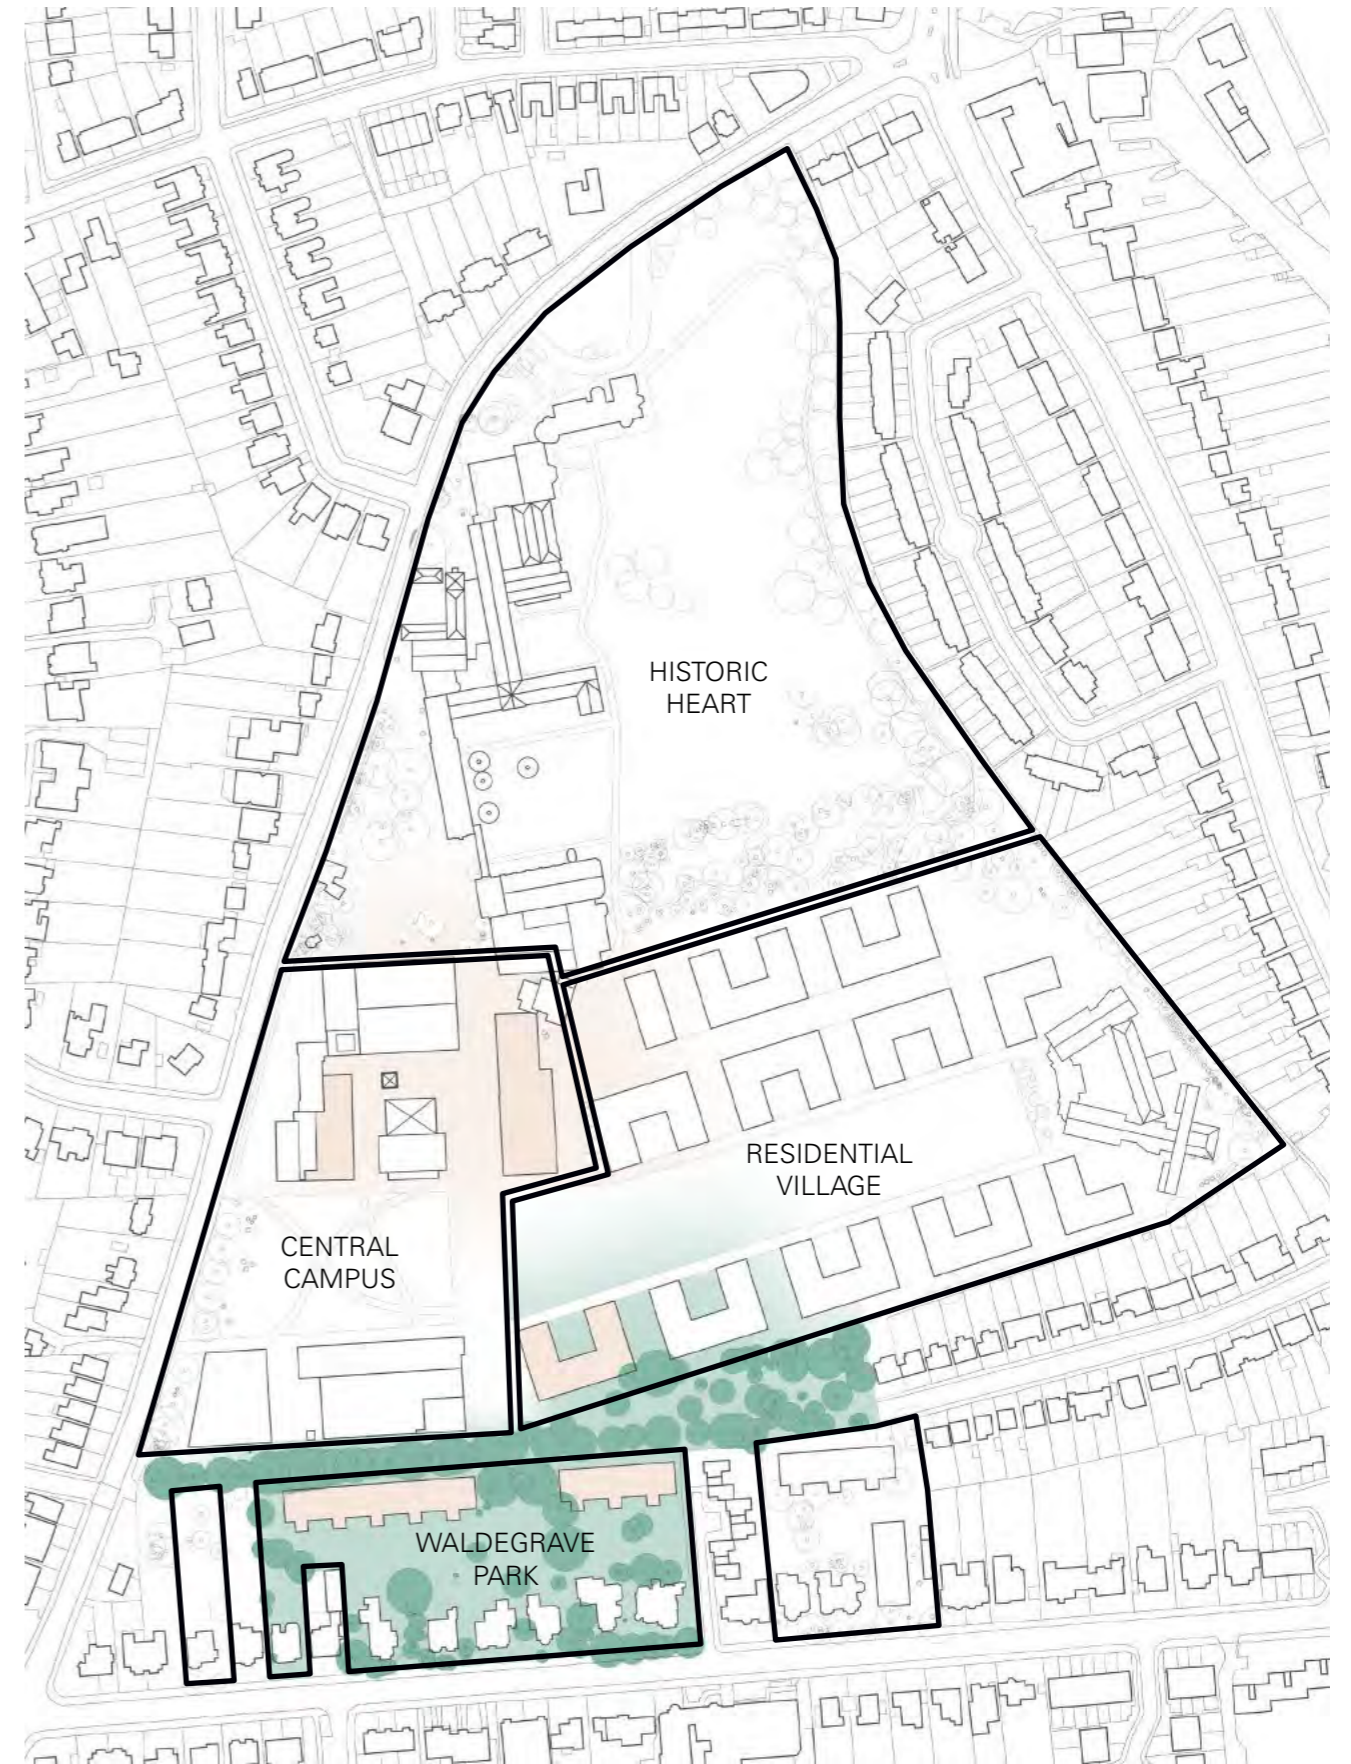 HISTORIC
HEART
RESIDENTIAL
VILLAGE
CENTRAL
CAMPUS
WALDEGRAVE
PARK